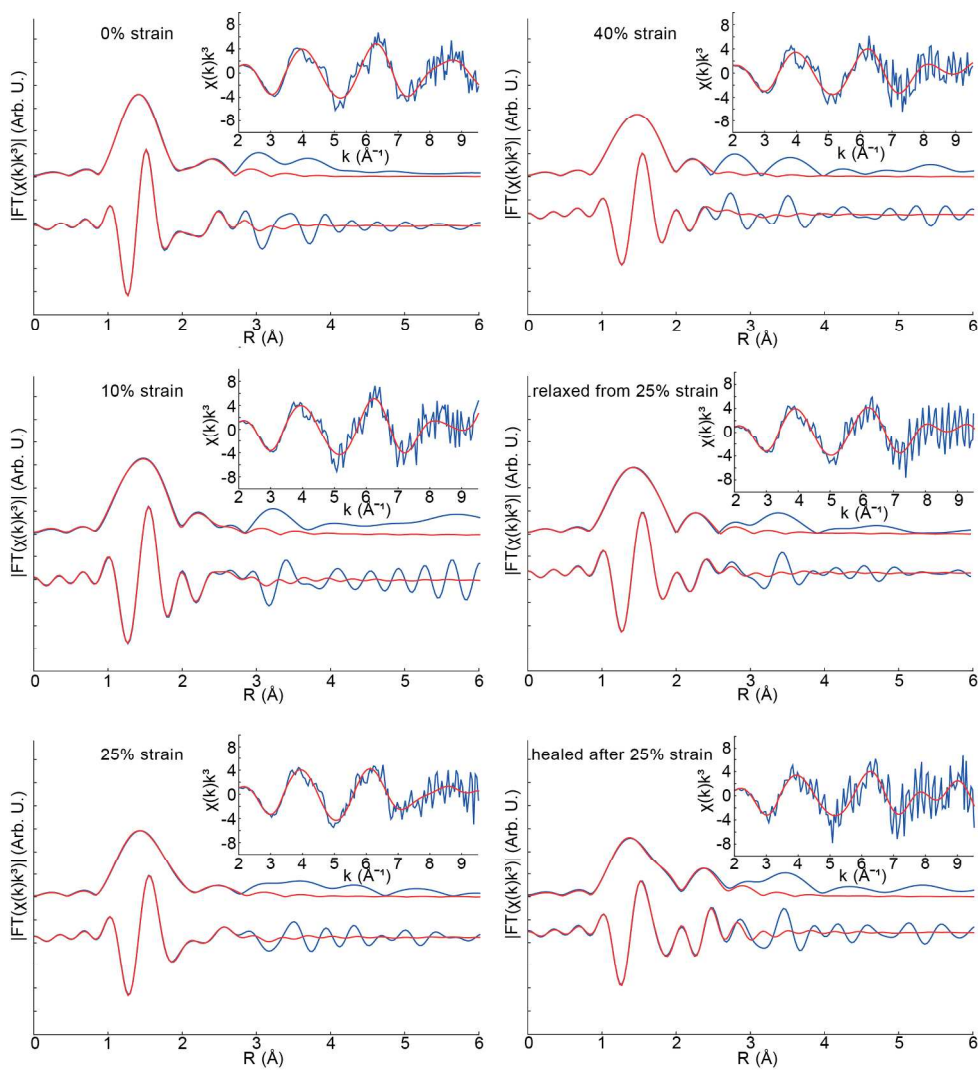 0% strain
χ(k)k³
8
4
0
-4
-8
2 3 4 5 6 7 8 9
k (Å⁻¹)
|FT(χ(k)k³)| (Arb. U.)
0 1 2 3 4 5 6
R (Å)
40% strain
χ(k)k³
8
4
0
-4
-8
2 3 4 5 6 7 8 9
k (Å⁻¹)
|FT(χ(k)k³)| (Arb. U.)
0 1 2 3 4 5 6
R (Å)
10% strain
χ(k)k³
8
4
0
-4
-8
2 3 4 5 6 7 8 9
k (Å⁻¹)
|FT(χ(k)k³)| (Arb. U.)
0 1 2 3 4 5 6
R (Å)
relaxed from 25% strain
χ(k)k³
8
4
0
-4
-8
2 3 4 5 6 7 8 9
k (Å⁻¹)
|FT(χ(k)k³)| (Arb. U.)
0 1 2 3 4 5 6
R (Å)
25% strain
χ(k)k³
8
4
0
-4
-8
2 3 4 5 6 7 8 9
k (Å⁻¹)
|FT(χ(k)k³)| (Arb. U.)
0 1 2 3 4 5 6
R (Å)
healed after 25% strain
χ(k)k³
8
4
0
-4
-8
2 3 4 5 6 7 8 9
k (Å⁻¹)
|FT(χ(k)k³)| (Arb. U.)
0 1 2 3 4 5 6
R (Å)